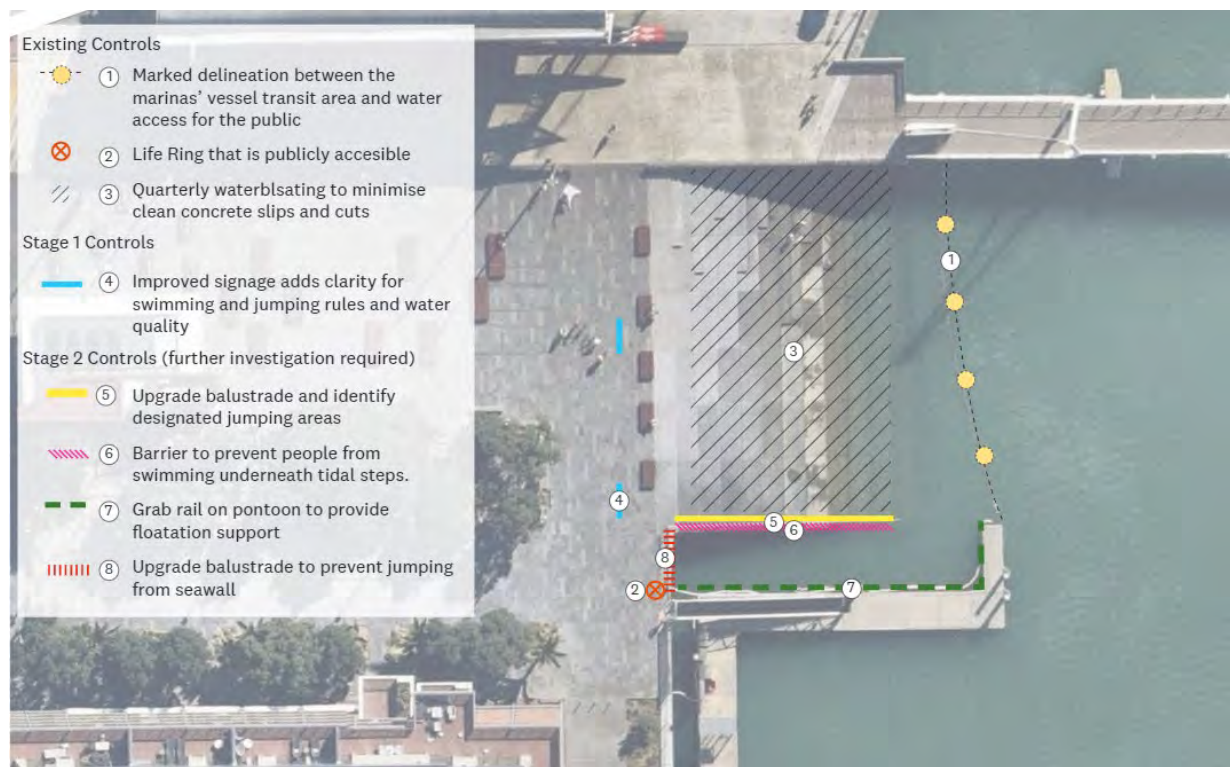 Existing Controls
1 Marked delineation between the
marinas' vessel transit area and water
access for the public
2 Life Ring that is publicly accesible
3 Quarterly waterblsating to minimise
clean concrete slips and cuts
Stage 1 Controls
4 Improved signage adds clarity for
swimming and jumping rules and water
quality
Stage 2 Controls (further investigation required)
5 Upgrade balustrade and identify
designated jumping areas
6 Barrier to prevent people from
swimming underneath tidal steps.
7 Grab rail on pontoon to provide
floatation support
8 Upgrade balustrade to prevent jumping
from seawall
1
3
4
5
6
8
2
7